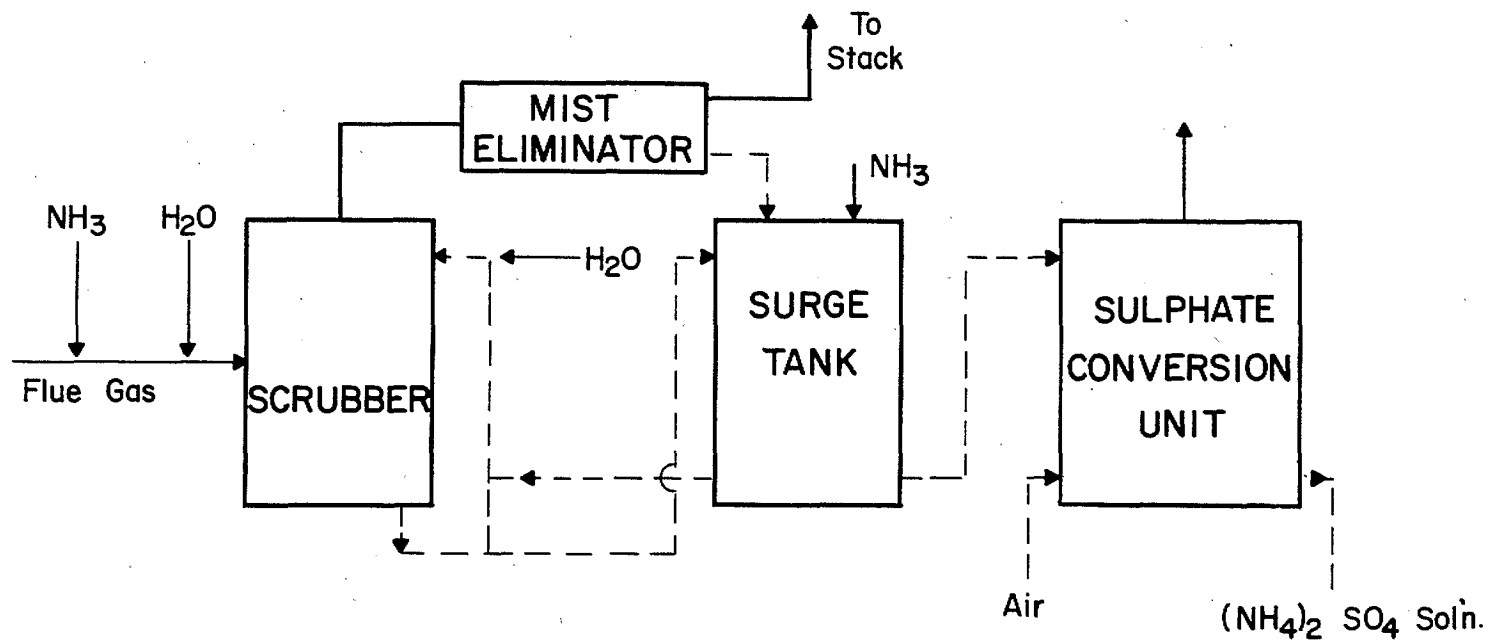 To
Stack
MIST
ELIMINATOR
NH₃
NH₃
H₂O
H₂O
Flue Gas
SCRUBBER
SURGE
TANK
SULPHATE
CONVERSION
UNIT
Air
(NH₄)₂ SO₄ Sol'n.